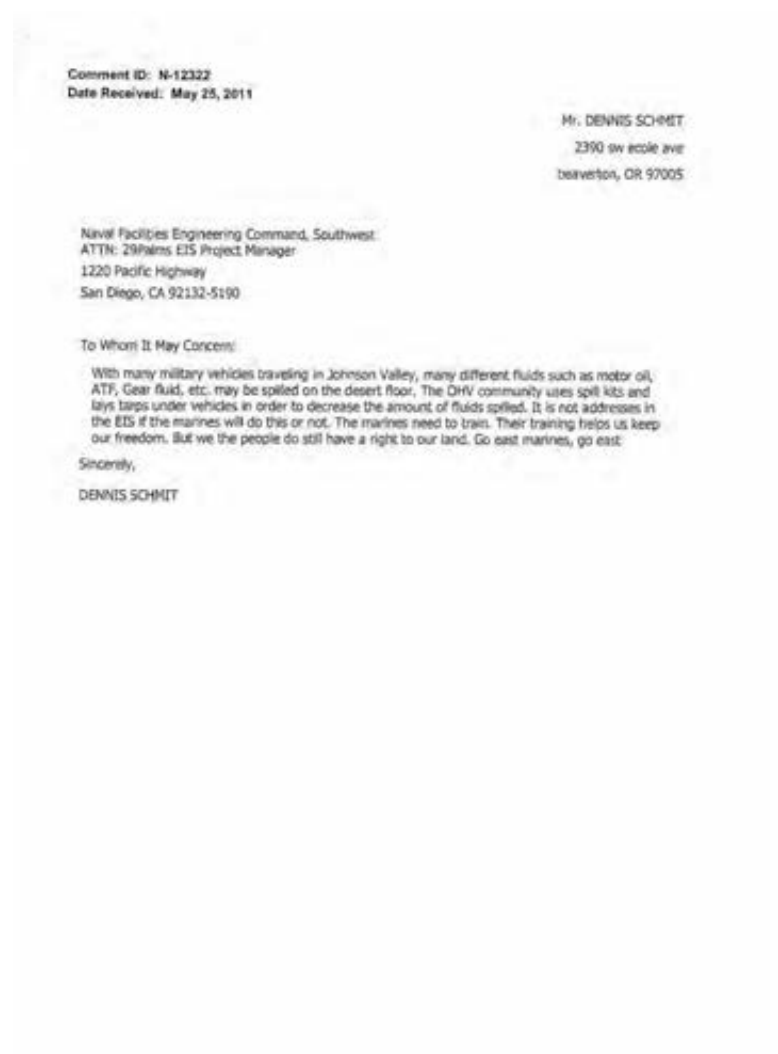 Comment ID: N-12322
Date Received: May 25, 2011
Mr. DENNIS SCHMIT
2390 sw ecole ave
beaverton, OR 97005
Naval Facilities Engineering Command, Southwest
ATTN: 29Palms EIS Project Manager
1220 Pacific Highway
San Diego, CA 92132-5190
To Whom It May Concern:
With many military vehicles traveling in Johnson Valley, many different fluids such as motor oil,
ATF, Gear fluid, etc. may be spilled on the desert floor. The OHV community uses spill kits and
lays tarps under vehicles in order to decrease the amount of fluids spilled. It is not addresses in
the EIS if the marines will do this or not. The marines need to train. Their training helps us keep
our freedom. But we the people do still have a right to our land. Go east marines, go east
Sincerely,
DENNIS SCHMIT